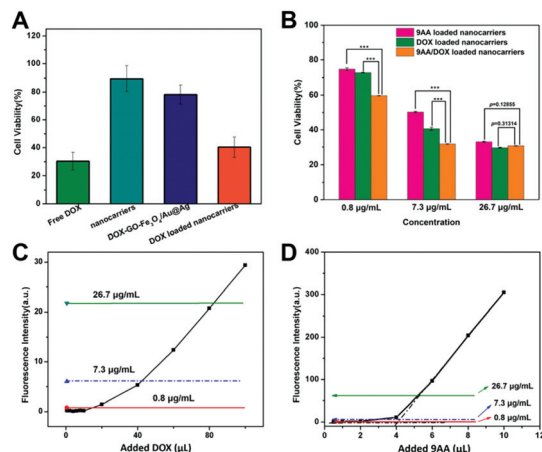 A
Cell Viability(%)
120
100
80
60
40
20
0
Free DOX
nanocarriers
DOX-GO-Fe₃O₄/Au@Ag
DOX loaded nanocarriers
B
Cell Viability(%)
100
80
60
40
20
0
9AA loaded nanocarriers
DOX loaded nanocarriers
9AA/DOX loaded nanocarriers
***
***
***
***
p=0.12855
p=0.31314
0.8 µg/mL
7.3 µg/mL
26.7 µg/mL
Concentration
C
Fluorescence Intensity(a.u.)
30
20
10
0
26.7 µg/mL
7.3 µg/mL
0.8 µg/mL
0
40
80
Added DOX (µL)
D
Fluorescence Intensity(a.u.)
400
300
200
100
0
26.7 µg/mL
7.3 µg/mL
0.8 µg/mL
0
2
4
6
8
10
12
Added 9AA (µL)